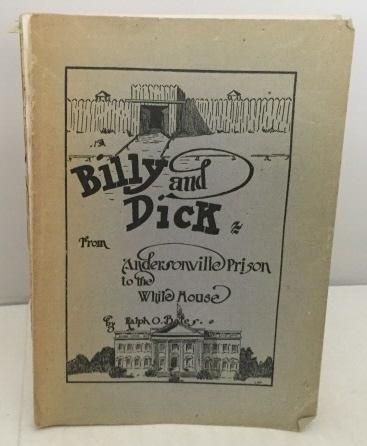 Billy and
Dick
From
Andersonville Prison
to the
White House
by Ralph O. Bates.